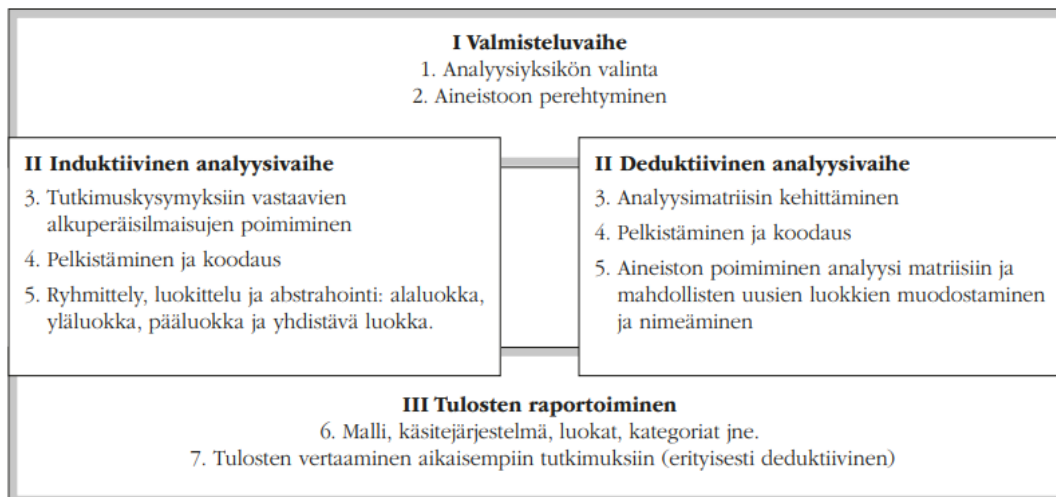 I Valmisteluvaihe
1. Analyysiyksikön valinta
2. Aineistoon perehtyminen
II Induktiivinen analyysivaihe
3. Tutkimuskysymyksiin vastaavien
alkuperäisilmaisujen poimiminen
4. Pelkistäminen ja koodaus
5. Ryhmittely, luokittelu ja abstrahointi: alaluokka,
yläluokka, pääluokka ja yhdistävä luokka.
II Deduktiivinen analyysivaihe
3. Analyysimatriisin kehittäminen
4. Pelkistäminen ja koodaus
5. Aineiston poimiminen analyysi matriisiin ja
mahdollisten uusien luokkien muodostaminen
ja nimeäminen
III Tulosten raportoiminen
6. Malli, käsitejärjestelmä, luokat, kategoriat jne.
7. Tulosten vertaaminen aikaisempiin tutkimuksiin (erityisesti deduktiivinen)